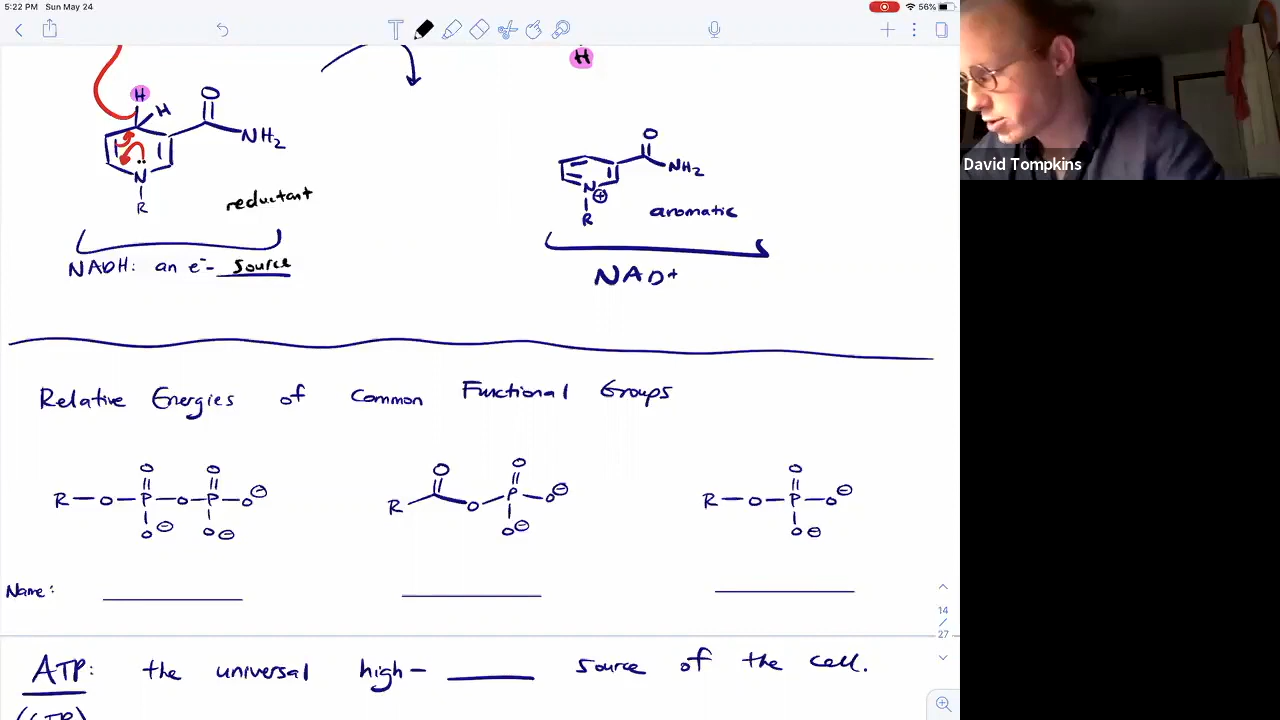 5:22 PM Sun May 24
56%
T
H
H
H
O
NH2
N
R
reductant
NADH: an e- source
O
NH2
N
+
R
aromatic
NAD+
David Tompkins
Relative Energies of Common Functional Groups
O O
R-O-P-O-P-O-
O- O-
O O
R O P O-
O-
O
R-O-P-O-
O-
Name:
14
/
27
ATP: the universal high- source of the cell.